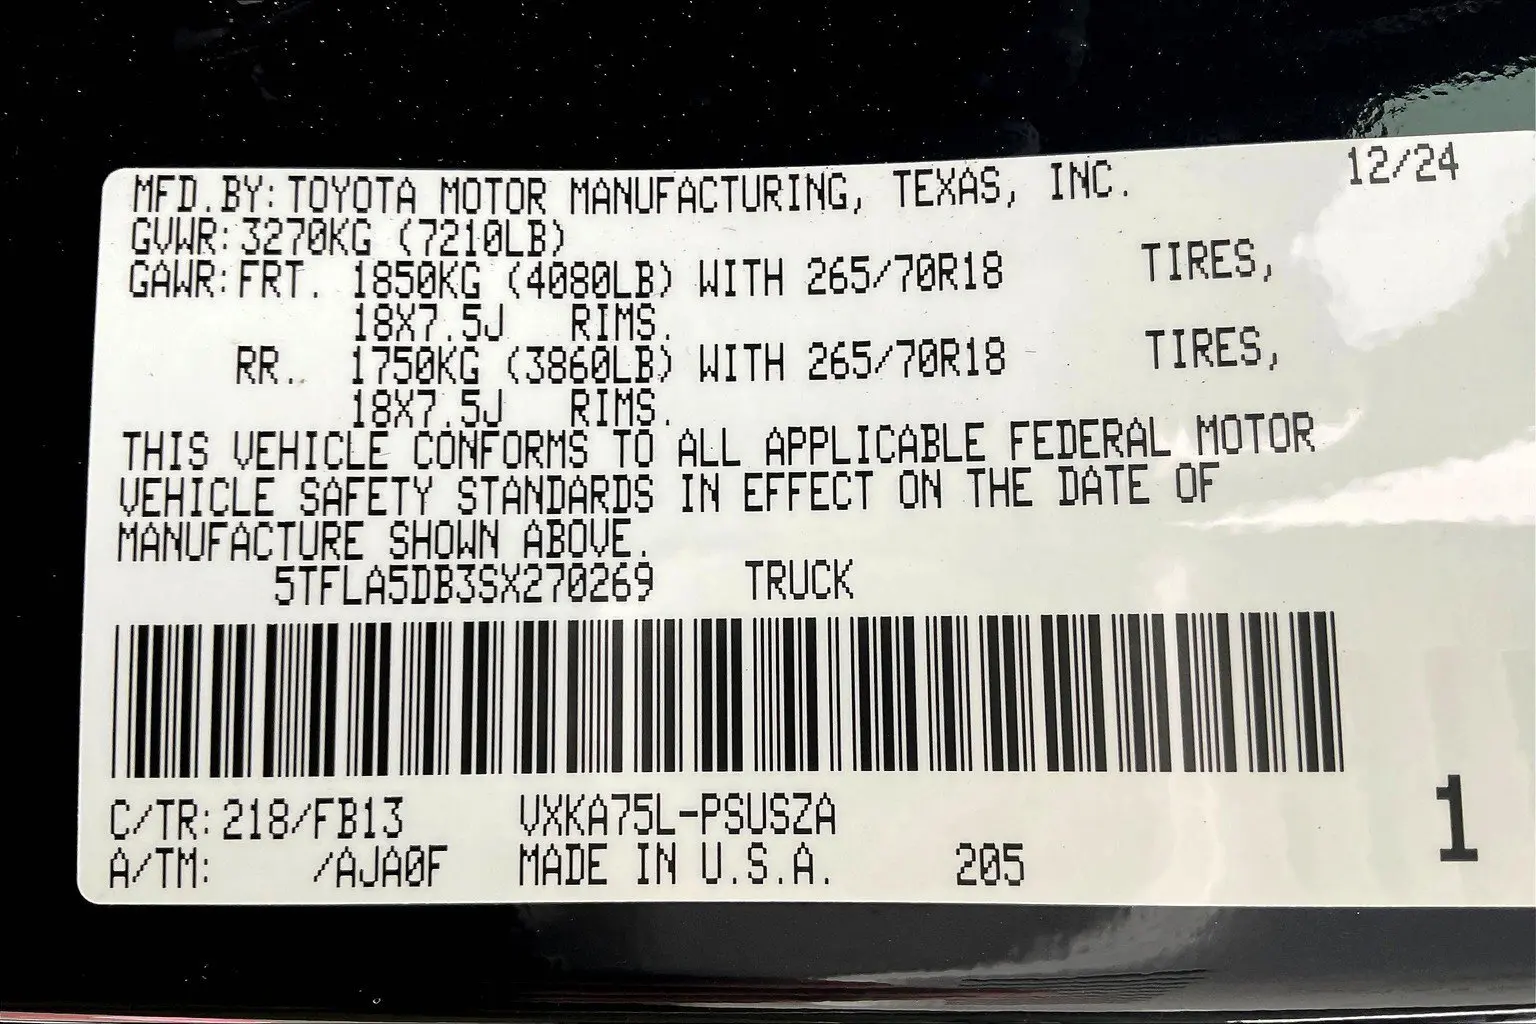 MFD.BY:TOYOTA MOTOR MANUFACTURING, TEXAS, INC. 12/24
GVWR:3270KG (7210LB)
GAWR:FRT. 1850KG (4080LB) WITH 265/70R18 TIRES,
18X7.5J RIMS.
RR. 1750KG (3860LB) WITH 265/70R18 TIRES,
18X7.5J RIMS.
THIS VEHICLE CONFORMS TO ALL APPLICABLE FEDERAL MOTOR
VEHICLE SAFETY STANDARDS IN EFFECT ON THE DATE OF
MANUFACTURE SHOWN ABOVE.
5TFLA5DB3SX270269 TRUCK
C/TR:218/FB13 VXKA75L-PSUSZA
A/TM: /AJA0F MADE IN U.S.A. 205
1